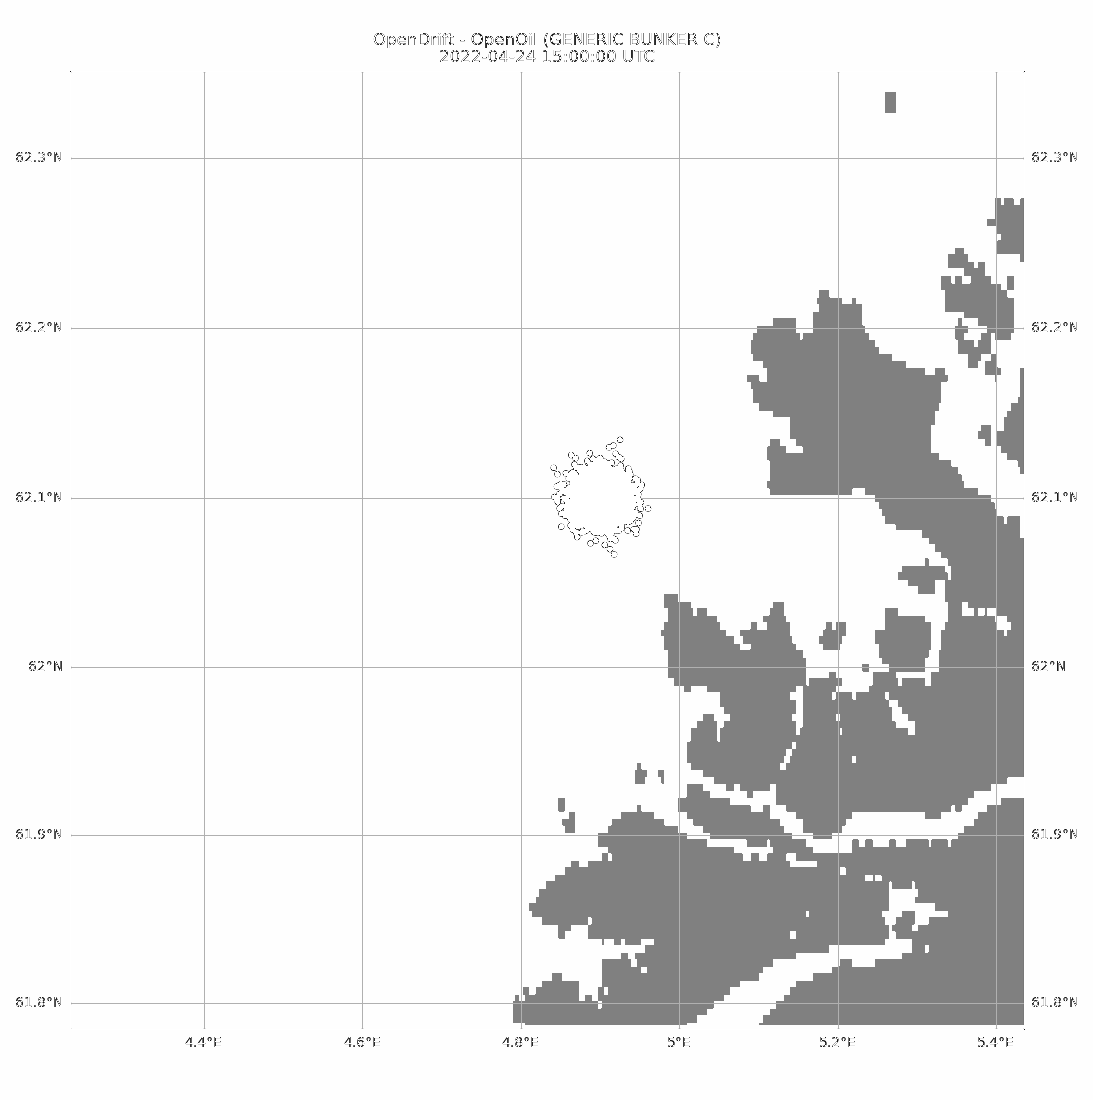 OpenDrift - OpenOil (GENERIC BUNKER C)
2022-04-24 15:00:00 UTC
62.3°N 62.3°N
62.2°N 62.2°N
62.1°N 62.1°N
62°N 62°N
61.9°N 61.9°N
61.8°N 61.8°N
4.4°E 4.6°E 4.8°E 5°E 5.2°E 5.4°E